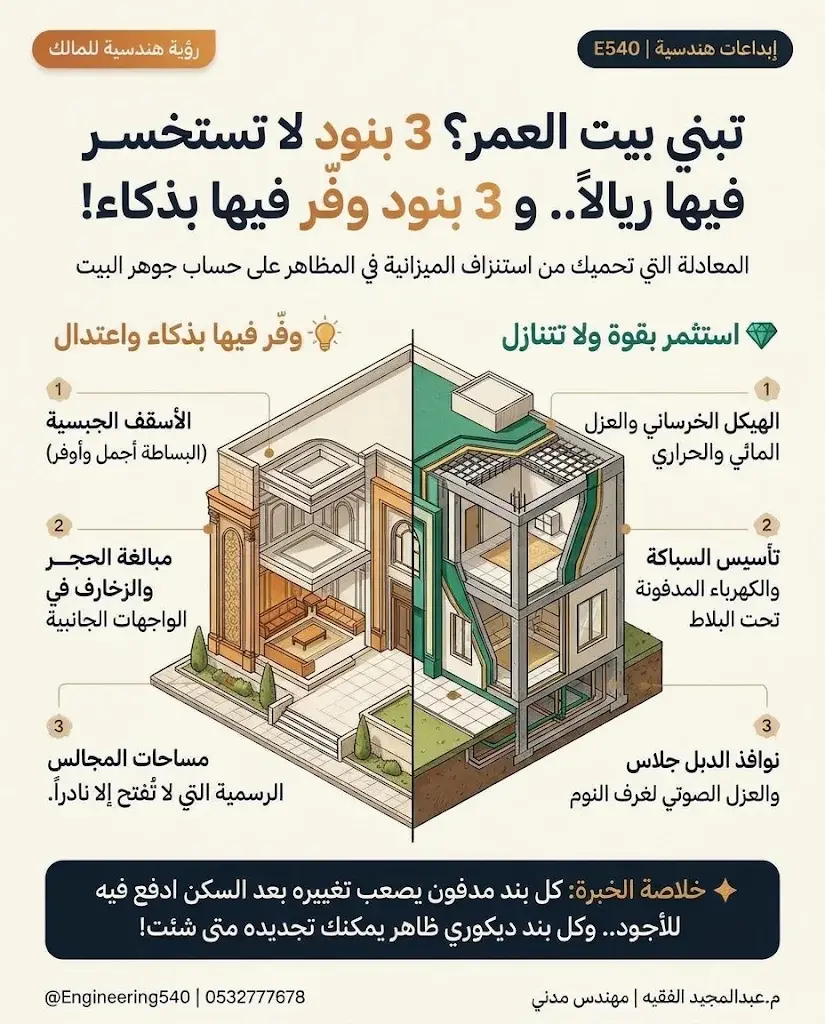 إبداعات هندسية | E540
رؤية هندسية للمالك
تبني بيت العمر؟ 3 بنود لا تستخسـر
فيها ريالاً.. و 3 بنود وفّر فيها بذكاء!
المعادلة التي تحميك من استنزاف الميزانية في المظاهر على حساب جوهر البيت
استثمر بقوة ولا تتنازل
1
الهيكل الخرساني والعزل
المائي والحراري
2
تأسيس السباكة
والكهرباء المدفونة
تحت البلاط
3
نوافذ الدبل جلاس
والعزل الصوتي لغرف النوم
وفّر فيها بذكاء واعتدال
1
الأسقف الجبسية
(البساطة أجمل وأوفر)
2
مبالغة الحجـر
والزخارف في
الواجهات الجانبية
3
مساحات المجالس
الرسمية التي لا تُفتح إلا نادراً.
خلاصة الخبرة: كل بند مدفون يصعب تغييره بعد السكن ادفع فيه
للأجود.. وكل بند ديكوري ظاهر يمكنك تجديده متى شئت!
م.عبدالمجيد الفقيه | مهندس مدني
@Engineering540 | 0532777678